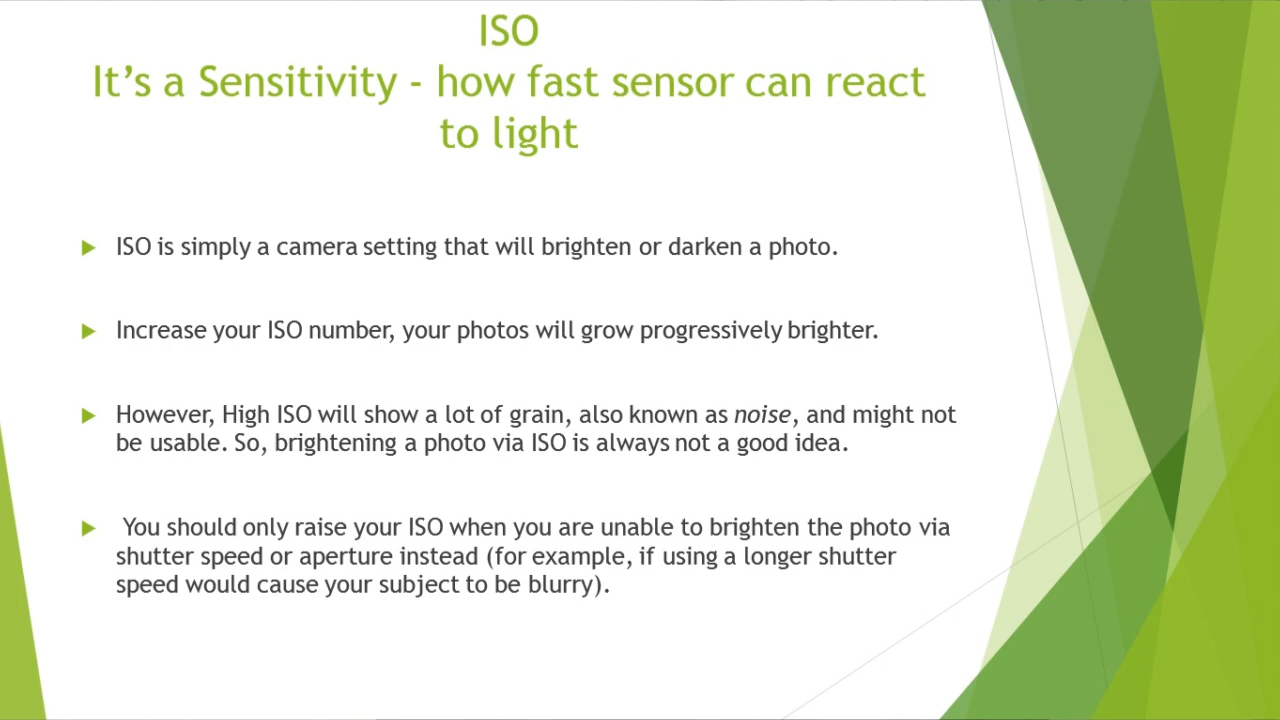 ISO
It’s a Sensitivity - how fast sensor can react
to light
ISO is simply a camera setting that will brighten or darken a photo.
Increase your ISO number, your photos will grow progressively brighter.
However, High ISO will show a lot of grain, also known as noise, and might not
be usable. So, brightening a photo via ISO is always not a good idea.
You should only raise your ISO when you are unable to brighten the photo via
shutter speed or aperture instead (for example, if using a longer shutter
speed would cause your subject to be blurry).